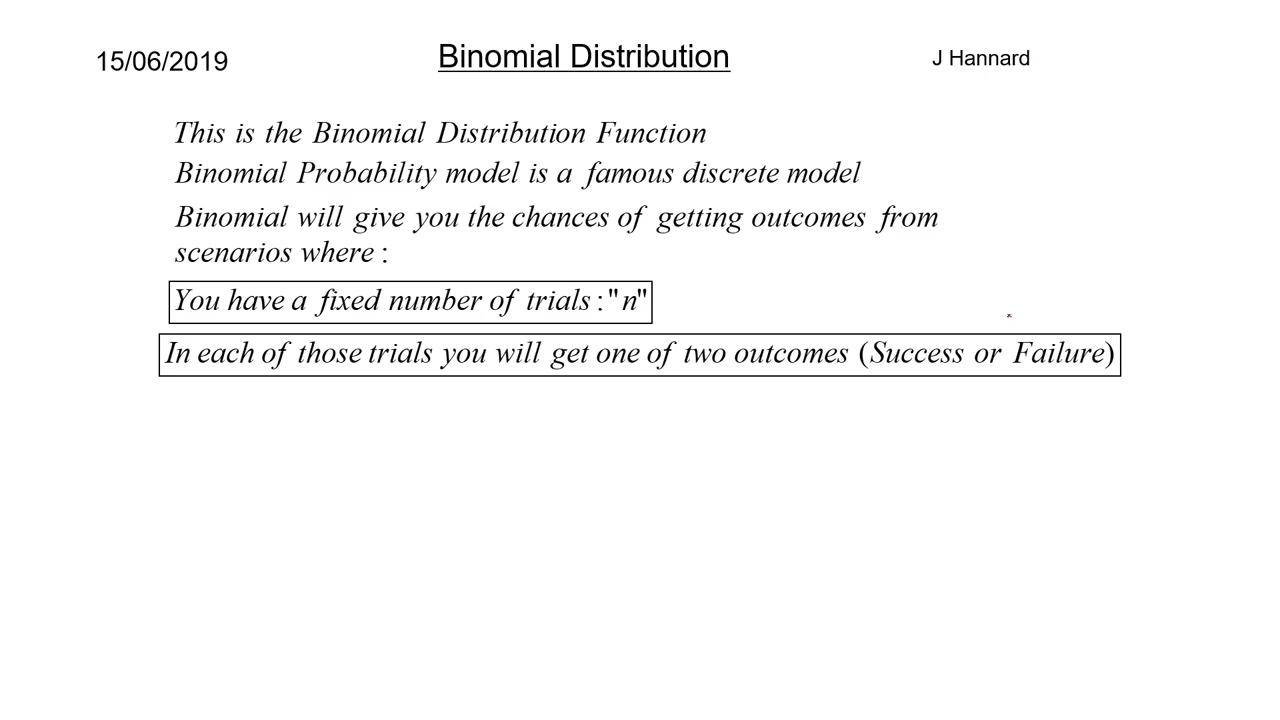 15/06/2019 Binomial Distribution J Hannard
This is the Binomial Distribution Function
Binomial Probability model is a famous discrete model
Binomial will give you the chances of getting outcomes from
scenarios where :
You have a fixed number of trials :"n"
In each of those trials you will get one of two outcomes (Success or Failure)